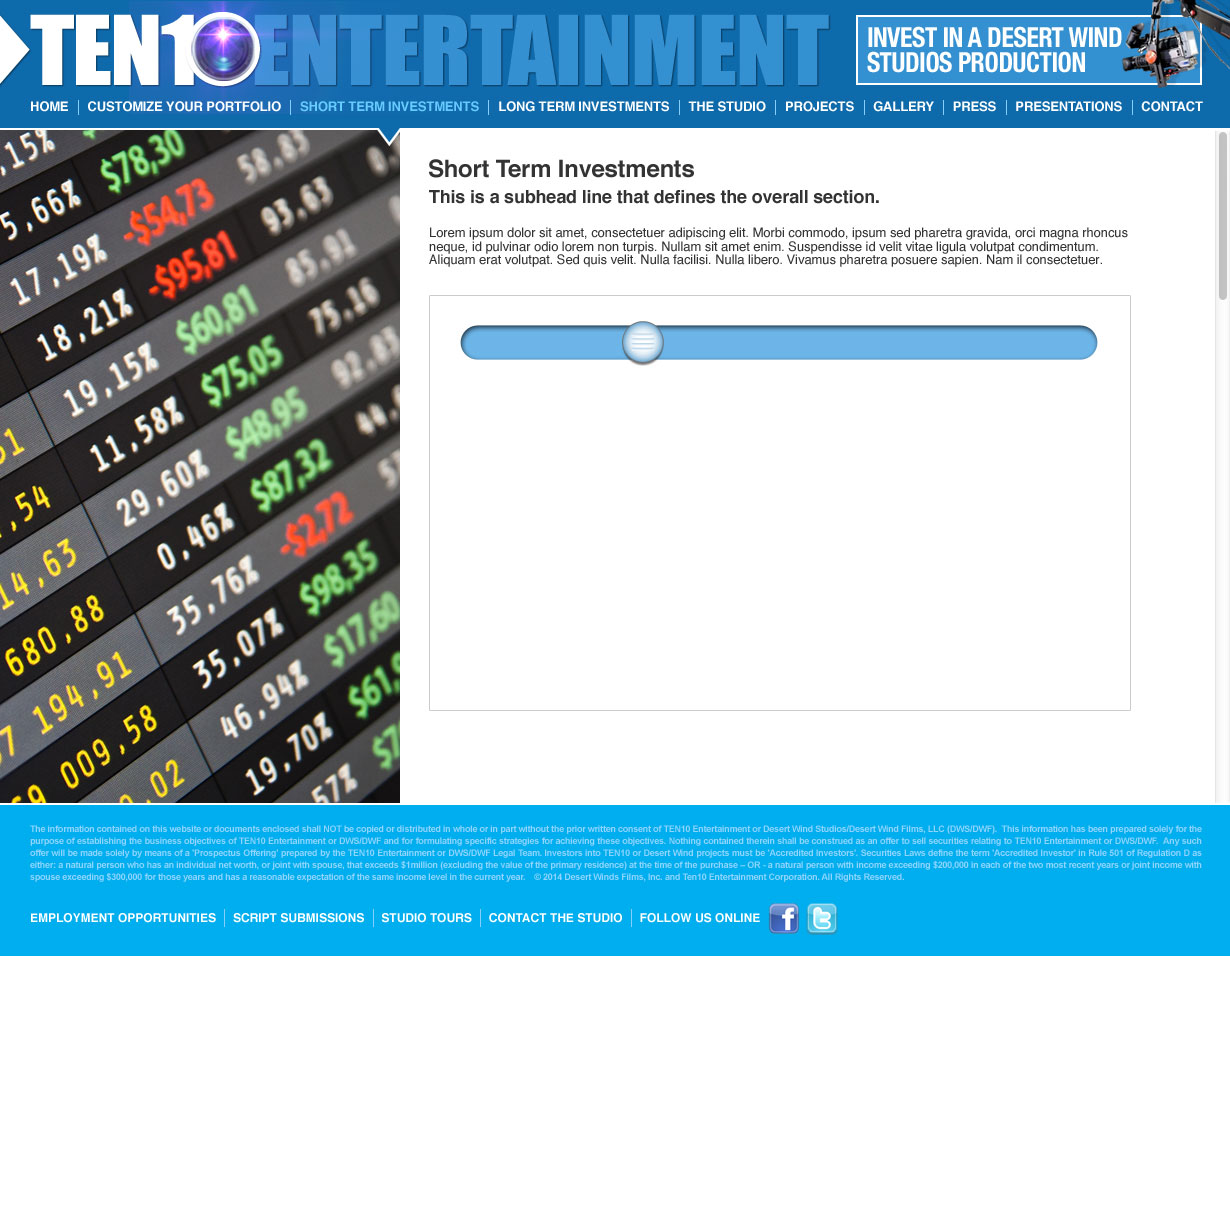 TEN10 ENTERTAINMENT
INVEST IN A DESERT WIND
STUDIOS PRODUCTION
HOME CUSTOMIZE YOUR PORTFOLIO SHORT TERM INVESTMENTS LONG TERM INVESTMENTS THE STUDIO PROJECTS GALLERY PRESS PRESENTATIONS CONTACT
,15% $78,30 58,83
5,66% -$54,73 93,63
17,19% -$95,81 85,91
18,21% $60,81 75,16
19,15% $75,05 92,83
11,58% $48,95 44,
29,60% $87,32
,54 0,46% -$2,72
14,63 35,76% $98,35
680,88 35,07% $17,60
194,91 46,94% $61,
009,58 19,70%
,02 57%
Short Term Investments
This is a subhead line that defines the overall section.
Lorem ipsum dolor sit amet, consectetuer adipiscing elit. Morbi commodo, ipsum sed pharetra gravida, orci magna rhoncus
neque, id pulvinar odio lorem non turpis. Nullam sit amet enim. Suspendisse id velit vitae ligula volutpat condimentum.
Aliquam erat volutpat. Sed quis velit. Nulla facilisi. Nulla libero. Vivamus pharetra posuere sapien. Nam il consectetuer.
The information contained on this website or documents enclosed shall NOT be copied or distributed in whole or in part without the prior written consent of TEN10 Entertainment or Desert Wind Studios/Desert Wind Films, LLC (DWS/DWF). This information has been prepared solely for the
purpose of establishing the business objectives of TEN10 Entertainment or DWS/DWF and for formulating specific strategies for achieving these objectives. Nothing contained therein shall be construed as an offer to sell securities relating to TEN10 Entertainment or DWS/DWF. Any such
offer will be made solely by means of a 'Prospectus Offering' prepared by the TEN10 Entertainment or DWS/DWF Legal Team. Investors into TEN10 or Desert Wind projects must be 'Accredited Investors'. Securities Laws define the term 'Accredited Investor' in Rule 501 of Regulation D as
either: a natural person who has an individual net worth, or joint with spouse, that exceeds $1million (excluding the value of the primary residence) at the time of the purchase – OR - a natural person with income exceeding $200,000 in each of the two most recent years or joint income with
spouse exceeding $300,000 for those years and has a reasonable expectation of the same income level in the current year. © 2014 Desert Winds Films, Inc. and Ten10 Entertainment Corporation. All Rights Reserved.
EMPLOYMENT OPPORTUNITIES SCRIPT SUBMISSIONS STUDIO TOURS CONTACT THE STUDIO FOLLOW US ONLINE f t